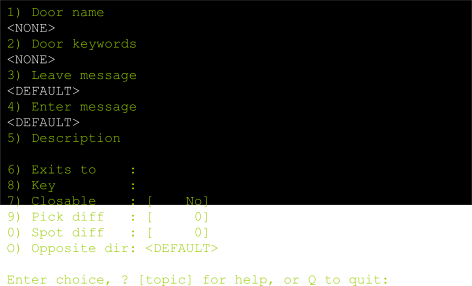 1) Door name
<NONE>
2) Door keywords
<NONE>
3) Leave message
<DEFAULT>
4) Enter message
<DEFAULT>
5) Description
6) Exits to    :
8) Key         :
7) Closable    : [    No]
9) Pick diff   : [     0]
0) Spot diff   : [     0]
O) Opposite dir: <DEFAULT>
Enter choice, ? [topic] for help, or Q to quit: